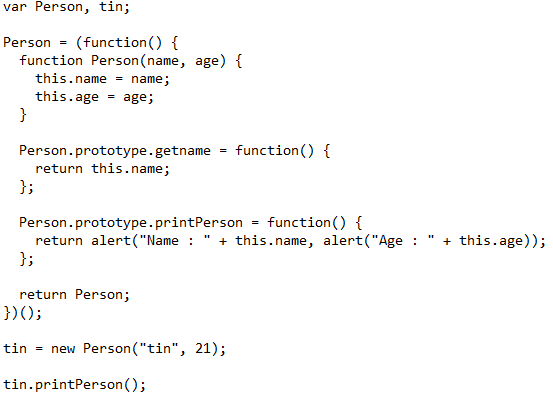 var Person, tin;
Person = (function() {
function Person(name, age) {
this.name = name;
this.age = age;
}
Person.prototype.getname = function() {
return this.name;
};
Person.prototype.printPerson = function() {
return alert("Name : " + this.name, alert("Age : " + this.age));
};
return Person;
})();
tin = new Person("tin", 21);
tin.printPerson();